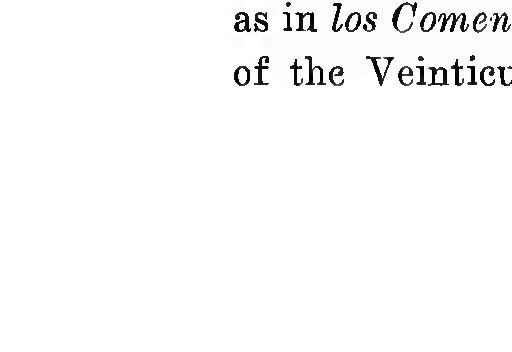 as in los Comen
of the Veinticu